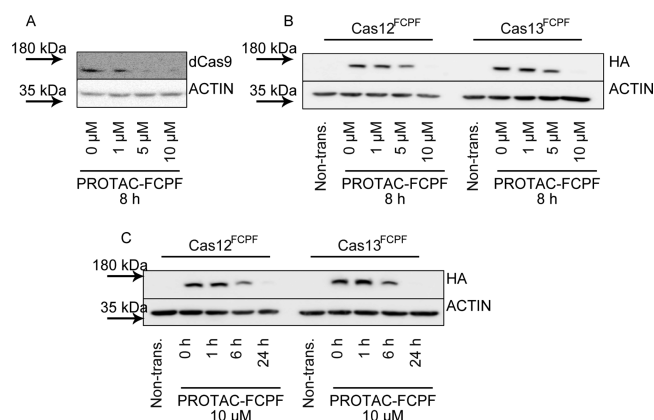 A
180 kDa
dCas9
35 kDa
ACTIN
0 µM
1 µM
5 µM
10 µM
PROTAC-FCPF
8 h
B
Cas12FCPF
Cas13FCPF
180 kDa
HA
35 kDa
ACTIN
Non-trans.
0 µM
1 µM
5 µM
10 µM
Non-trans.
0 µM
1 µM
5 µM
10 µM
PROTAC-FCPF
8 h
PROTAC-FCPF
8 h
C
Cas12FCPF
Cas13FCPF
180 kDa
HA
35 kDa
ACTIN
Non-trans.
0 h
1 h
6 h
24 h
Non-trans.
0 h
1 h
6 h
24 h
PROTAC-FCPF
10 µM
PROTAC-FCPF
10 µM